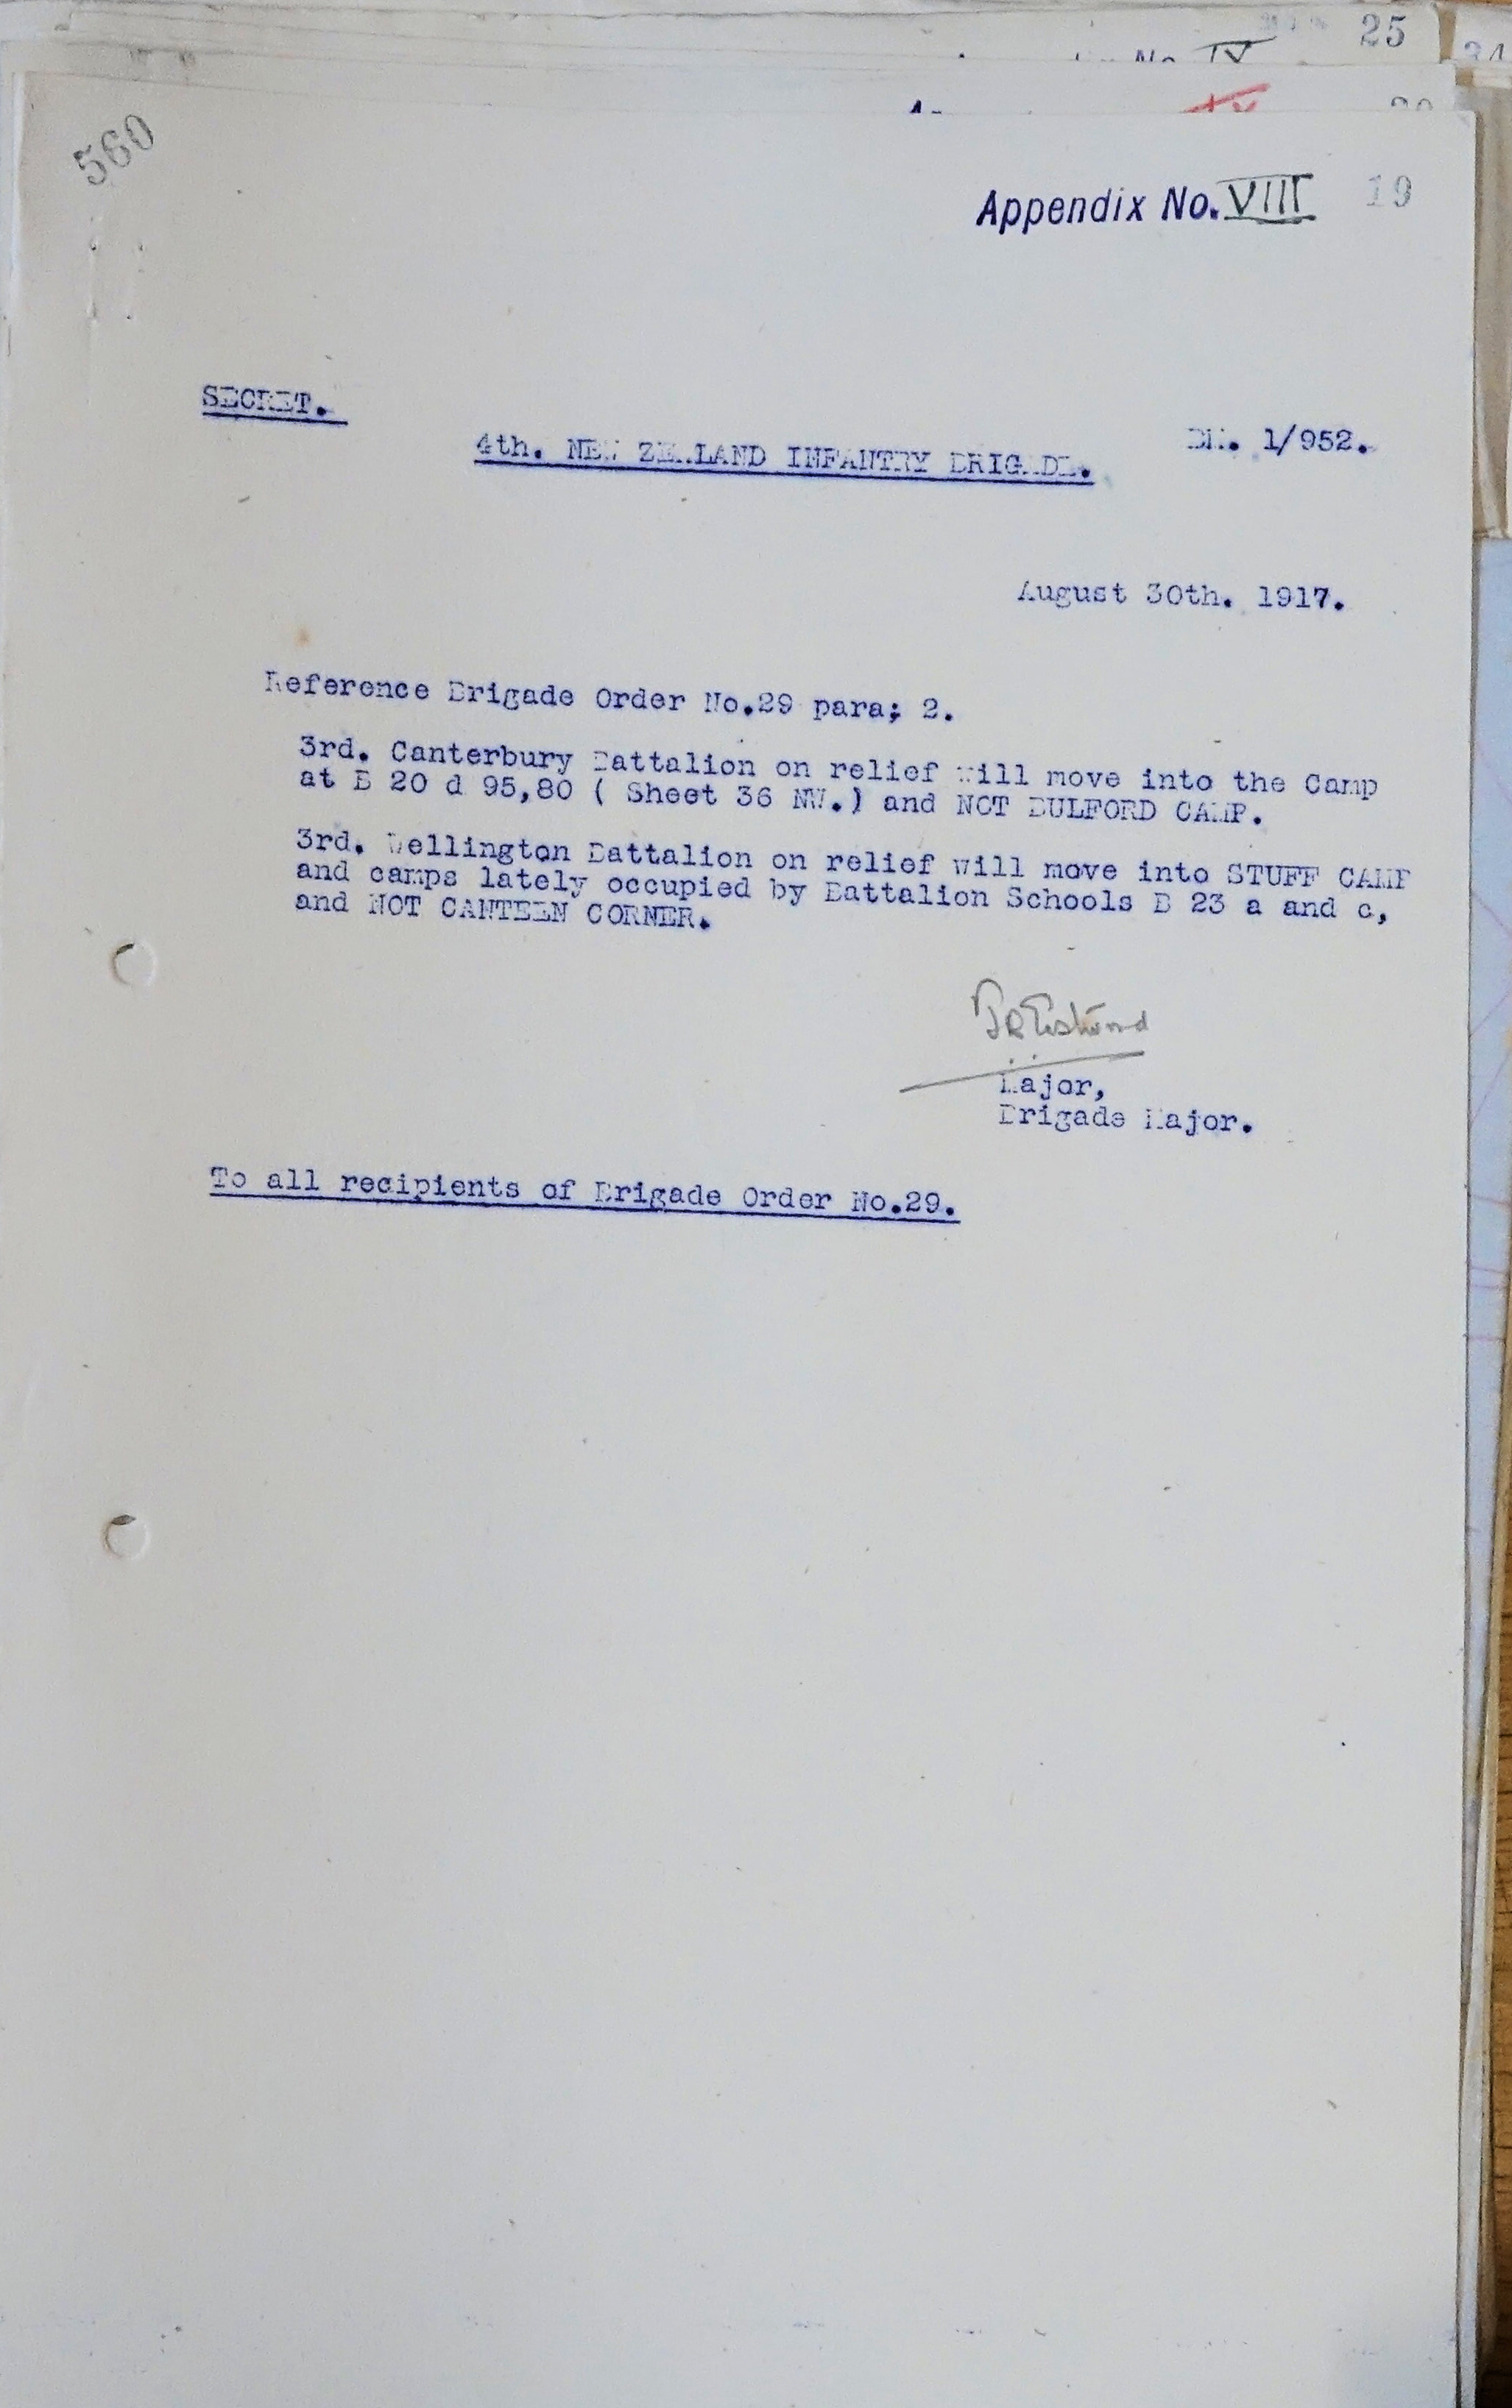 25
560
Appendix No. VIII 19
SECRET.
4th. NEW ZEALAND INFANTRY BRIGADE.
BM. 1/952.
August 30th. 1917.
Reference Brigade Order No.29 para; 2.
3rd. Canterbury Battalion on relief will move into the Camp
at B 20 d 95,80 ( Sheet 36 NW.) and NOT BULFORD CAMP.
3rd. Wellington Battalion on relief will move into STUFF CAMP
and camps lately occupied by Battalion Schools B 23 a and c,
and NOT CANTEEN CORNER.
Major,
Brigade Major.
To all recipients of Brigade Order No.29.